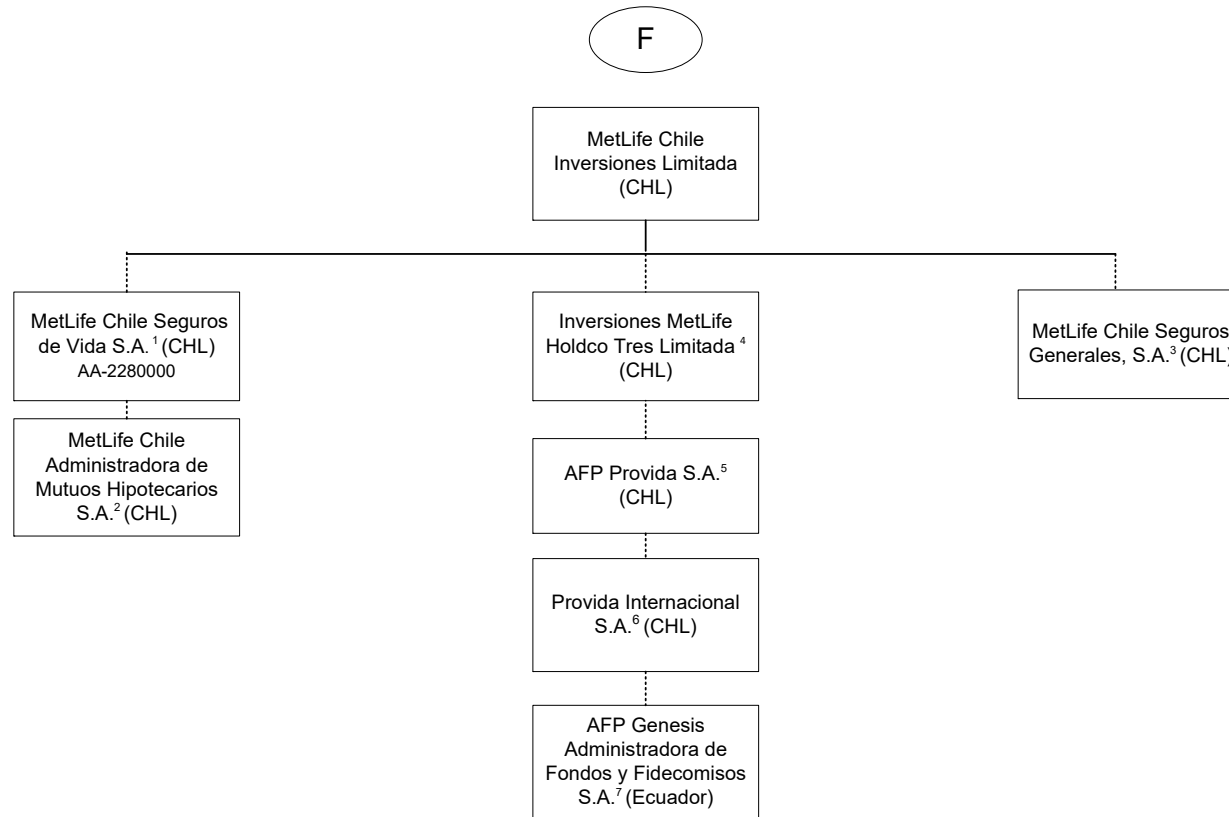 F
MetLife Chile
Inversiones Limitada
(CHL)
MetLife Chile Seguros
de Vida S.A.¹ (CHL)
AA-2280000
MetLife Chile
Administradora de
Mutuos Hipotecarios
S.A.² (CHL)
Inversiones MetLife
Holdco Tres Limitada ⁴
(CHL)
AFP Provida S.A.⁵
(CHL)
Provida Internacional
S.A.⁶ (CHL)
AFP Genesis
Administradora de
Fondos y Fidecomisos
S.A.⁷ (Ecuador)
MetLife Chile Seguros
Generales, S.A.³ (CHL)